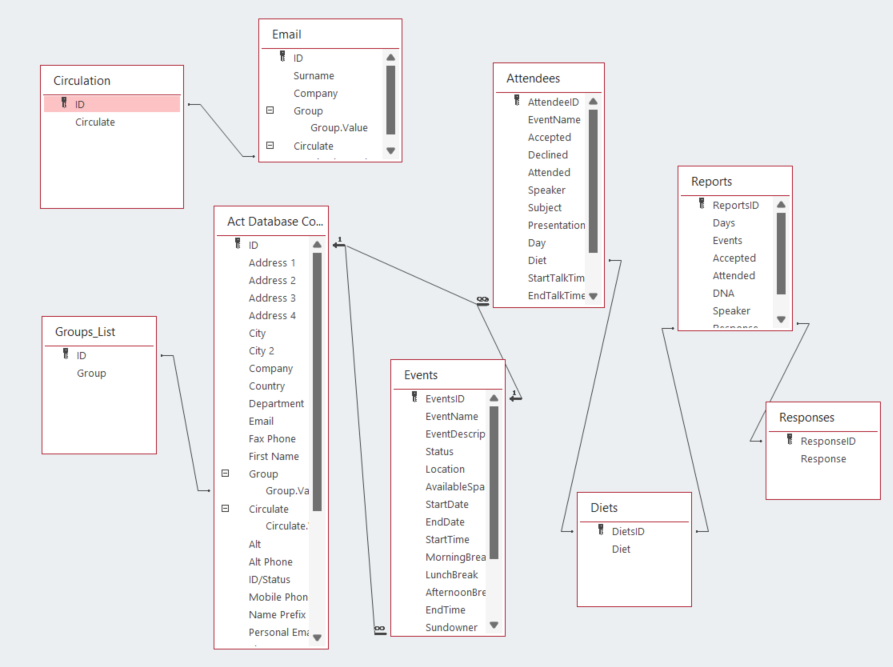 Email
ID
Surname
Company
Group
Group.Value
Circulate
Circulation
ID
Circulate
Attendees
AttendeeID
EventName
Accepted
Declined
Attended
Speaker
Subject
Presentation
Day
Diet
StartTalkTim
EndTalkTime
Reports
ReportsID
Days
Events
Accepted
Attended
DNA
Speaker
Response
Act Database Co...
ID
Address 1
Address 2
Address 3
Address 4
City
City 2
Company
Country
Department
Email
Fax Phone
First Name
Group
Group.Va
Circulate
Circulate.
Alt
Alt Phone
ID/Status
Mobile Phon
Name Prefix
Personal Ema
1
∞
1
∞
Groups_List
ID
Group
Events
EventsID
EventName
EventDescrip
Status
Location
AvailableSpa
StartDate
EndDate
StartTime
MorningBrea
LunchBreak
AfternoonBre
EndTime
Sundowner
Responses
ResponseID
Response
Diets
DietsID
Diet